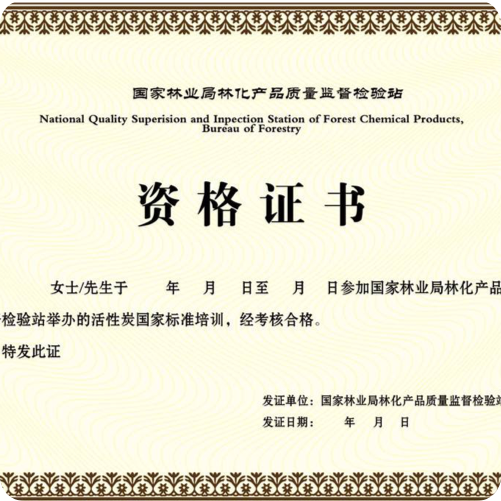 国家林业局林化产品质量监督检验站
National Quality Superision and Inpection Station of Forest Chemical Products,
Bureau of Forestry
资格证书
女士/先生于 年 月 日至 月 日参加国家林业局林化产品
检验站举办的活性炭国家标准培训，经考核合格。
特发此证
发证单位：国家林业局林化产品质量监督检验
发证日期： 年 月 日